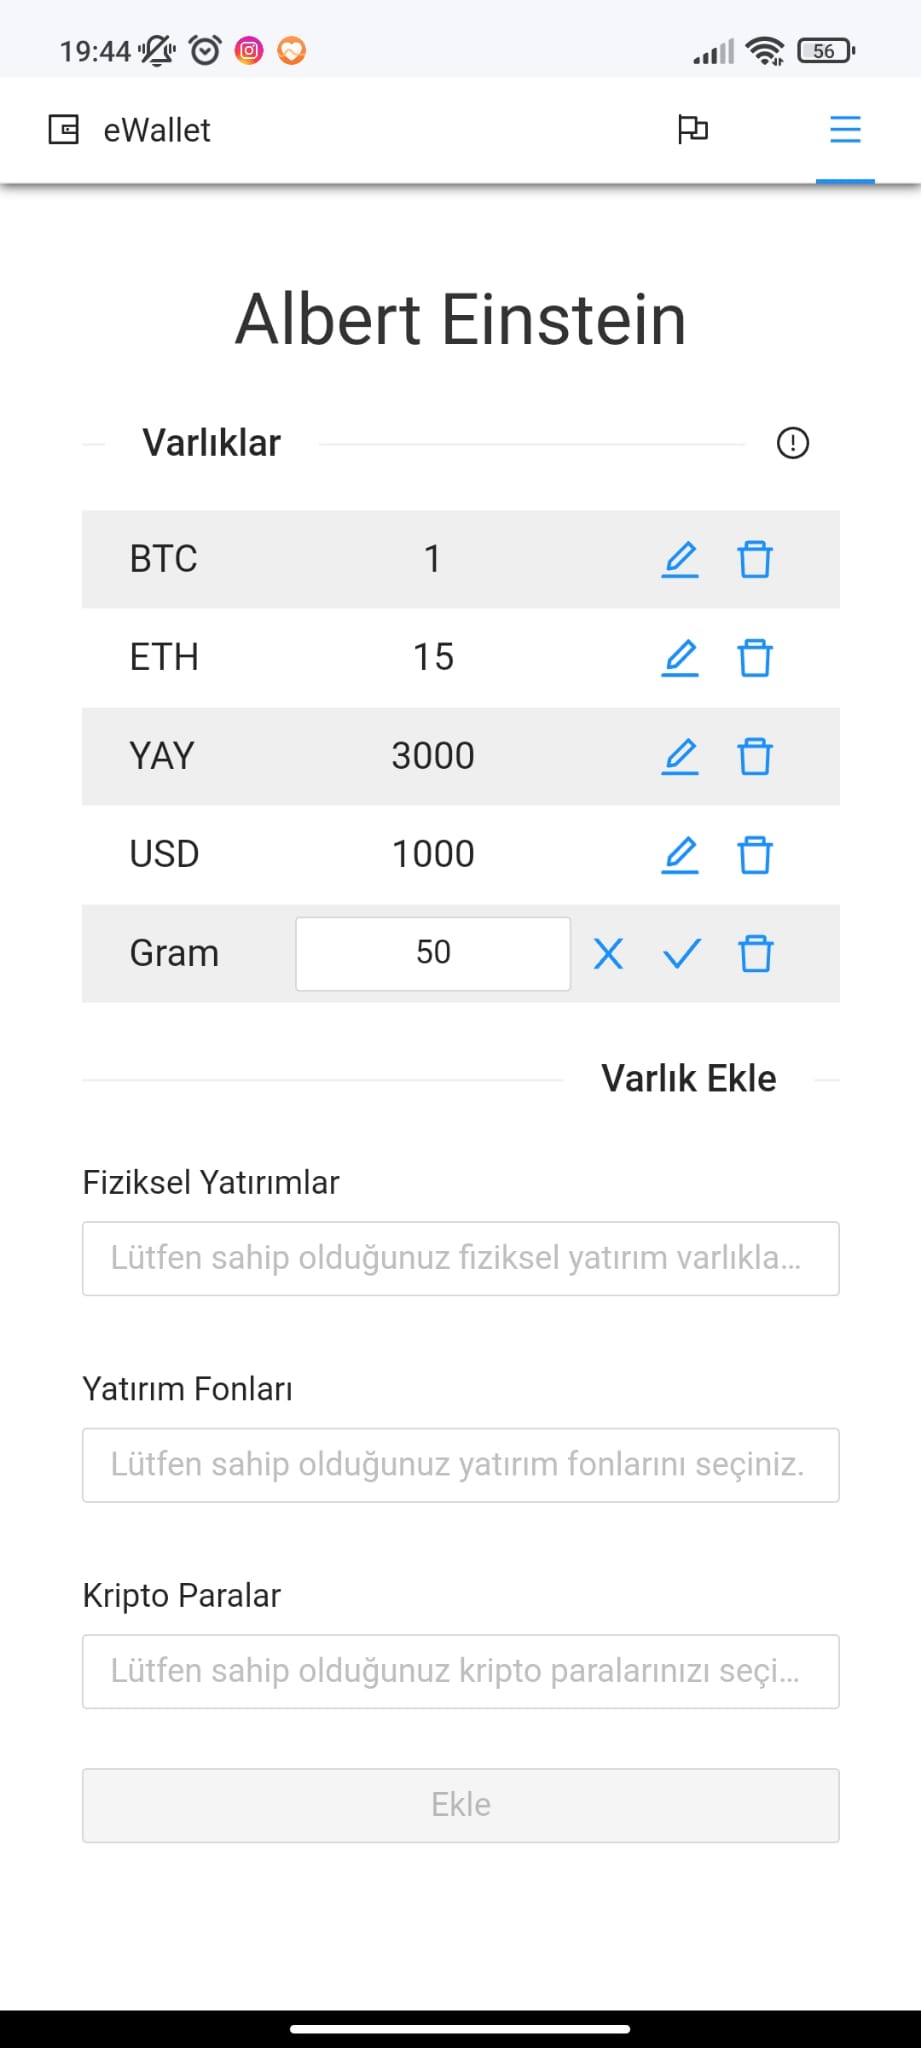 19:44 56
eWallet
Albert Einstein
Varlıklar
BTC 1
ETH 15
YAY 3000
USD 1000
Gram 50
Varlık Ekle
Fiziksel Yatırımlar
Lütfen sahip olduğunuz fiziksel yatırım varlıkla...
Yatırım Fonları
Lütfen sahip olduğunuz yatırım fonlarını seçiniz.
Kripto Paralar
Lütfen sahip olduğunuz kripto paralarınızı seçi...
Ekle